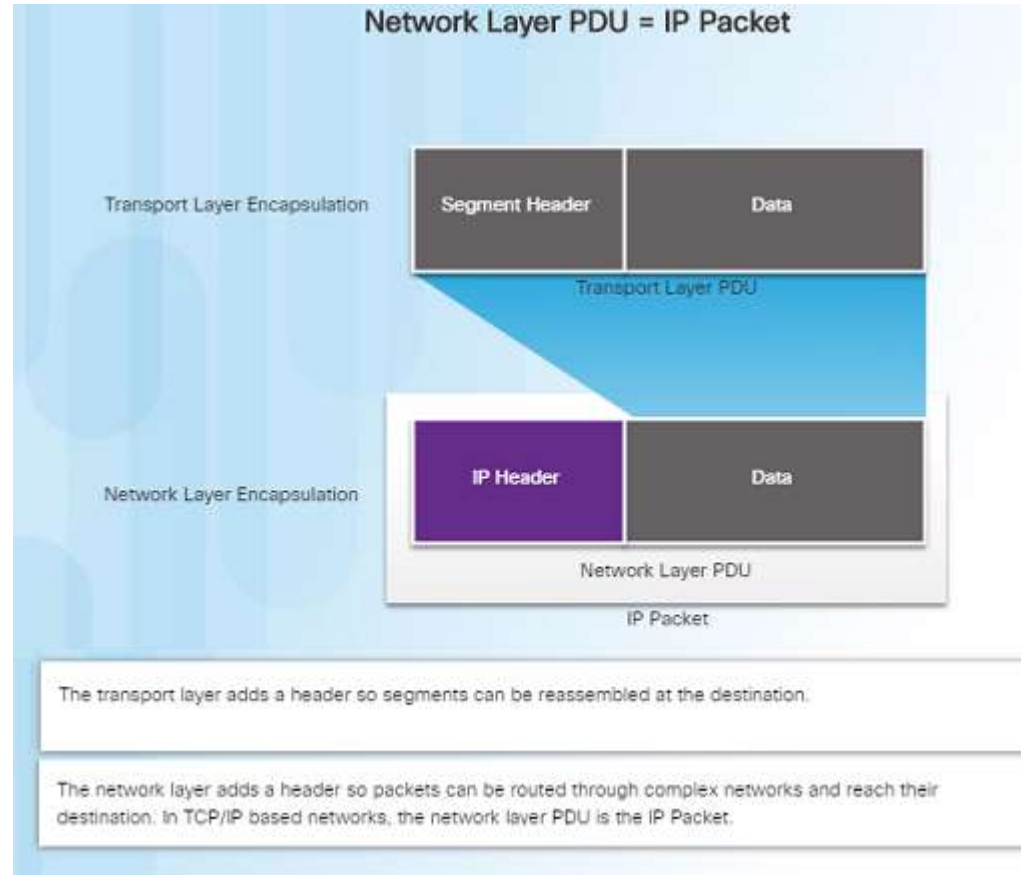 Network Layer PDU = IP Packet
Transport Layer Encapsulation
Segment Header
Data
Transport Layer PDU
Network Layer Encapsulation
IP Header
Data
Network Layer PDU
IP Packet
The transport layer adds a header so segments can be reassembled at the destination.
The network layer adds a header so packets can be routed through complex networks and reach their
destination. In TCP/IP based networks, the network layer PDU is the IP Packet.